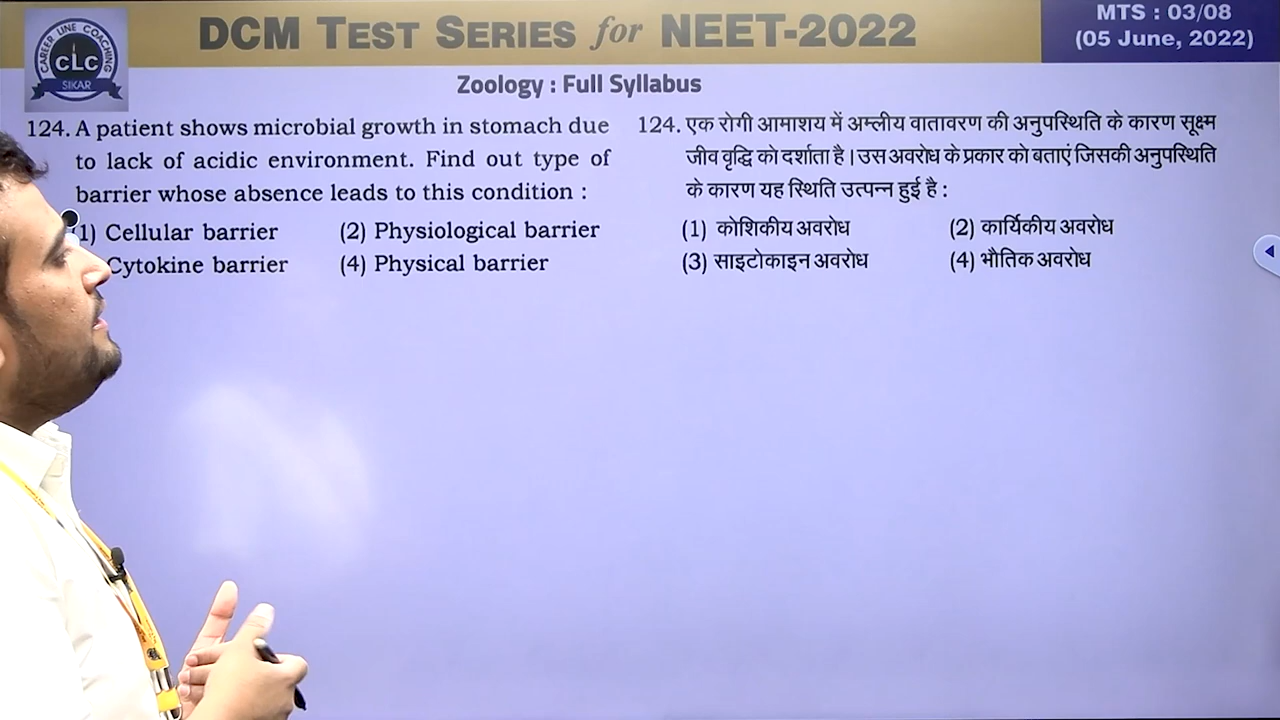 DCM TEST SERIES for NEET-2022
MTS : 03/08
(05 June, 2022)
CAREER LINE COACHING
CLC
SIKAR
Zoology : Full Syllabus
124. A patient shows microbial growth in stomach due
to lack of acidic environment. Find out type of
barrier whose absence leads to this condition :
1) Cellular barrier (2) Physiological barrier
Cytokine barrier (4) Physical barrier
124. एक रोगी आमाशय में अम्लीय वातावरण की अनुपस्थिति के कारण सूक्ष्म
जीव वृद्धि को दर्शाता है। उस अवरोध के प्रकार को बताएं जिसकी अनुपस्थिति
के कारण यह स्थिति उत्पन्न हुई है :
(1) कोशिकीय अवरोध (2) कार्यिकीय अवरोध
(3) साइटोकाइन अवरोध (4) भौतिक अवरोध